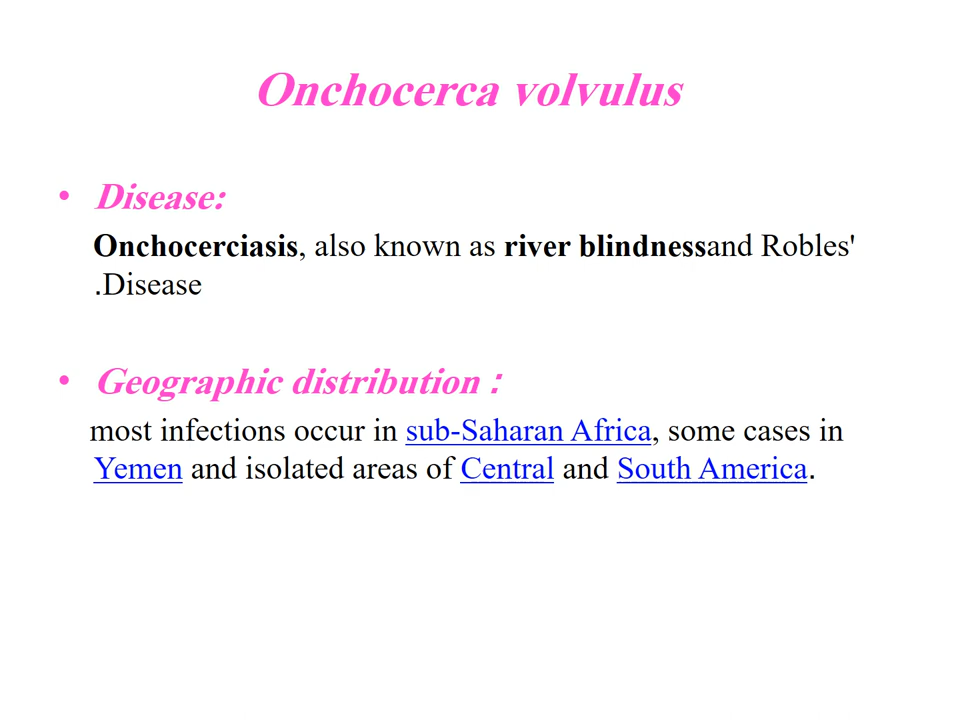 Onchocerca volvulus
• Disease:
Onchocerciasis, also known as river blindnessand Robles'
.Disease
• Geographic distribution :
most infections occur in sub-Saharan Africa, some cases in
Yemen and isolated areas of Central and South America.